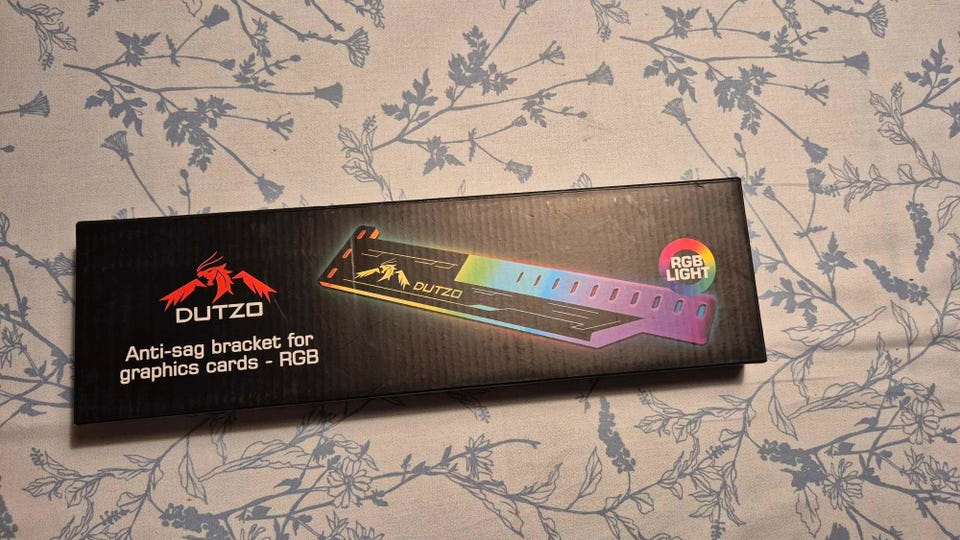 DUTZO
Anti-sag bracket for
graphics cards - RGB
DUTZO
RGB
LIGHT